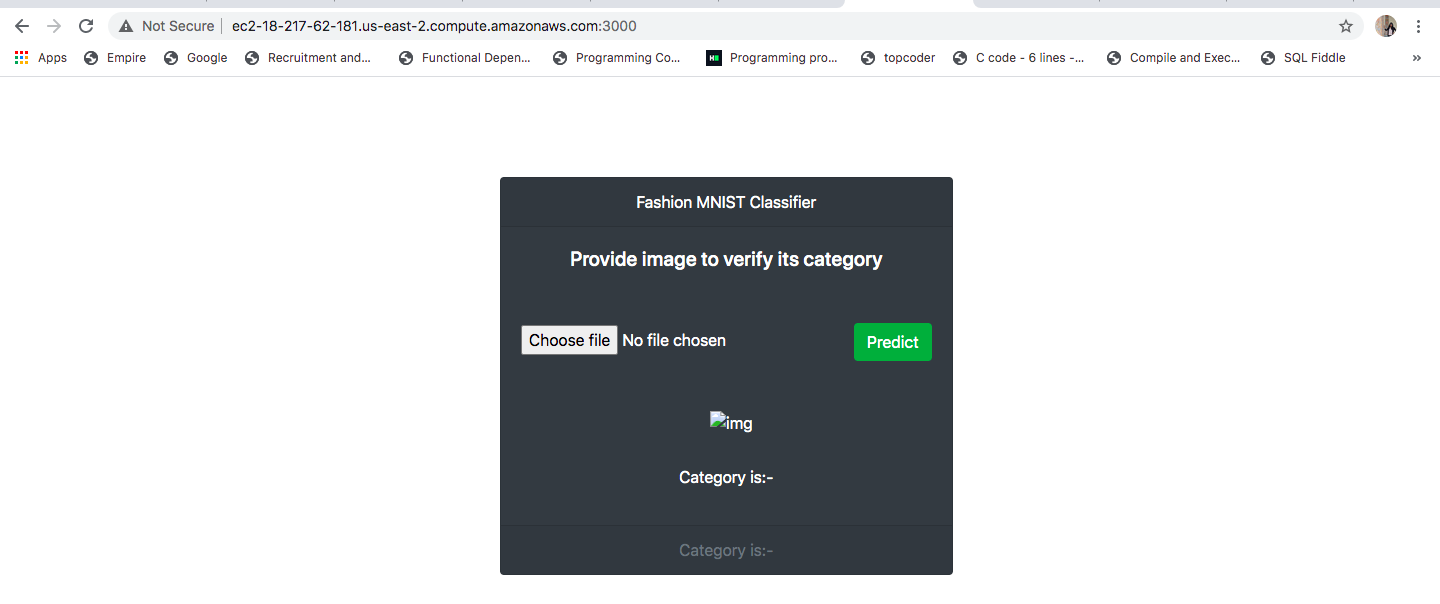 Not Secure | ec2-18-217-62-181.us-east-2.compute.amazonaws.com:3000
Apps Empire Google Recruitment and... Functional Depen... Programming Co... Programming pro... topcoder C code - 6 lines -... Compile and Exec... SQL Fiddle »
Fashion MNIST Classifier
Provide image to verify its category
Choose file No file chosen Predict
img
Category is:-
Category is:-